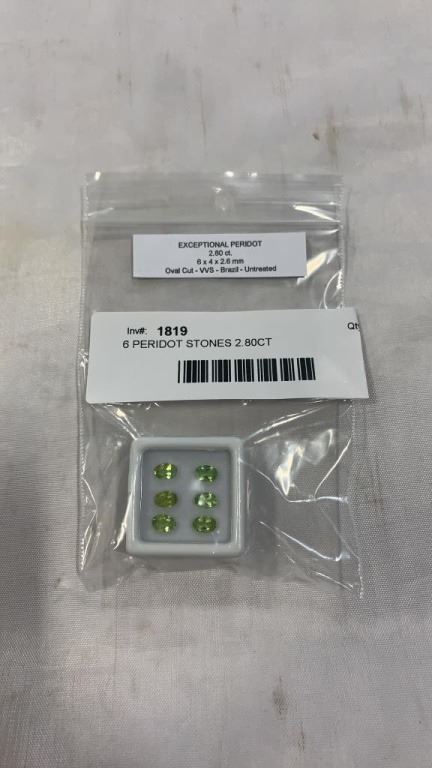 EXCEPTIONAL PERIDOT
2.80 ct.
6 x 4 x 2.6 mm
Oval Cut - VVS - Brazil - Untreated
Inv#: 1819 Qt
6 PERIDOT STONES 2.80CT